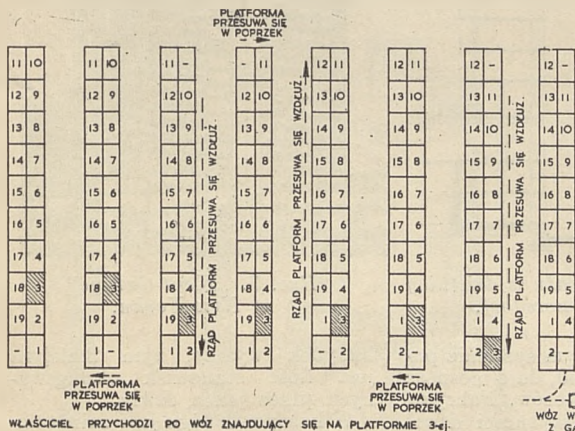 PLATFORMA
PRZESUWA SIĘ
W POPRZEK
11 10 11 10 11 - - 11 12 11 12 11 12 - 12 -
12 9 12 9 12 10 12 10 13 10 13 10 13 11 13 11
13 8 13 8 13 9 13 9 14 9 14 9 14 10 14 10
14 7 14 7 14 8 14 8 15 8 15 8 15 9 15 9
15 6 15 6 15 7 15 7 16 7 16 7 16 8 16 8
16 5 16 5 16 6 16 6 17 6 17 6 17 7 17 7
17 4 17 4 17 5 17 5 18 5 18 5 18 6 18 6
18 3 18 3 18 4 18 4 19 4 19 4 19 5 19 5
19 2 19 2 19 3 19 3 1 3 1 3 1 4 1 4
- 1 1 - 1 2 1 2 2 - 2 - 2 3 2 -
RZĄD PLATFORM PRZESUWA SIĘ WZDŁUŻ.
RZĄD PLATFORM PRZESUWA SIĘ WZDŁUŻ
RZĄD PLATFORM PRZESUWA SIĘ WZDŁUŻ.
PLATFORMA
PRZESUWA SIĘ
W POPRZEK
PLATFORMA
PRZESUWA SIĘ
W POPRZEK
WÓZ W
Z GA
WŁAŚCICIEL PRZYCHODZI PO WÓZ ZNAJDUJĄCY SIĘ NA PLATFORMIE 3-ej.